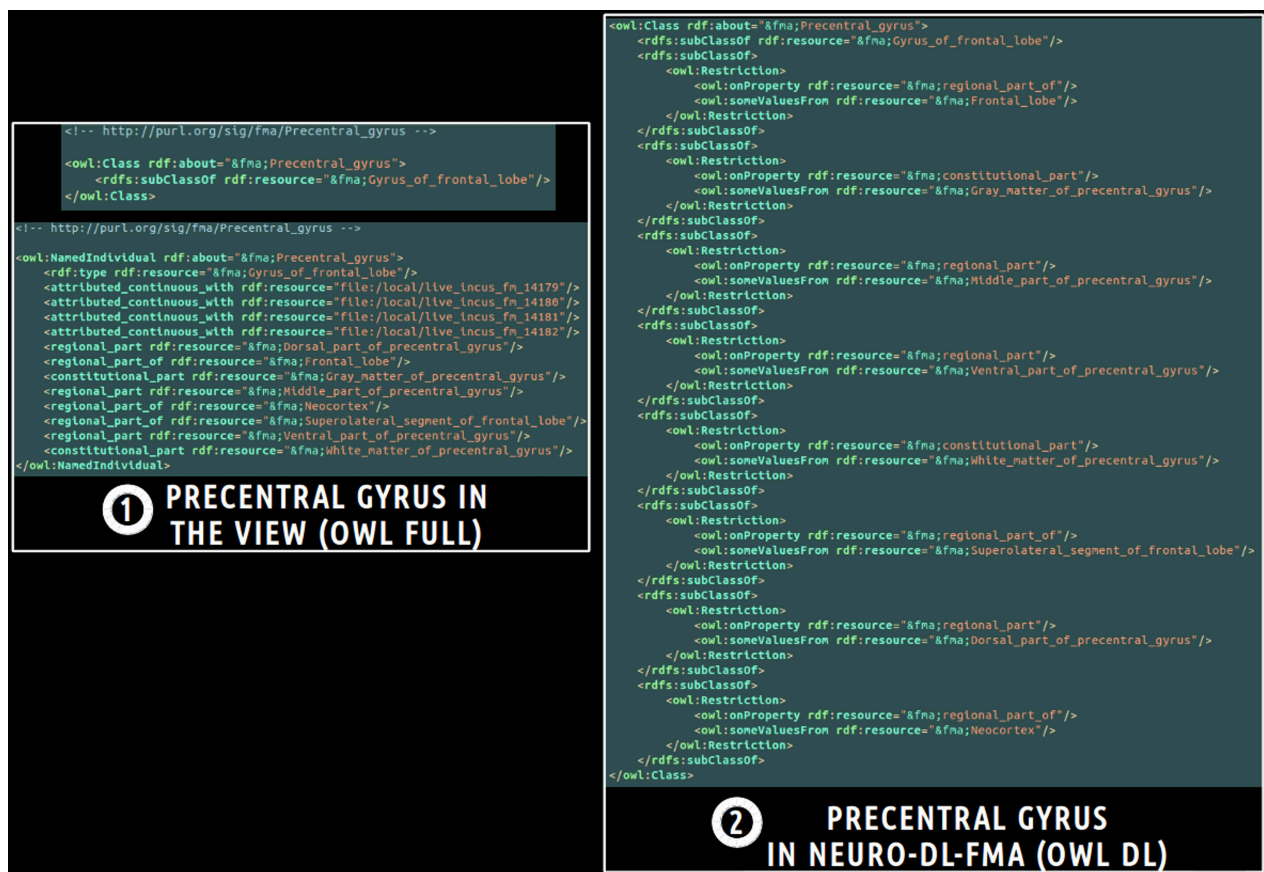 <!-- http://purl.org/sig/fma/Precentral_gyrus -->
<owl:Class rdf:about="&fma;Precentral_gyrus">
<rdfs:subClassOf rdf:resource="&fma;Gyrus_of_frontal_lobe"/>
</owl:Class>
<!-- http://purl.org/sig/fma/Precentral_gyrus -->
<owl:NamedIndividual rdf:about="&fma;Precentral_gyrus">
<rdf:type rdf:resource="&fma;Gyrus_of_frontal_lobe"/>
<attributed_continuous_with rdf:resource="file:/local/live_incus_fm_14179"/>
<attributed_continuous_with rdf:resource="file:/local/live_incus_fm_14180"/>
<attributed_continuous_with rdf:resource="file:/local/live_incus_fm_14181"/>
<attributed_continuous_with rdf:resource="file:/local/live_incus_fm_14182"/>
<regional_part rdf:resource="&fma;Dorsal_part_of_precentral_gyrus"/>
<regional_part_of rdf:resource="&fma;Frontal_lobe"/>
<constitutional_part rdf:resource="&fma;Gray_matter_of_precentral_gyrus"/>
<regional_part rdf:resource="&fma;Middle_part_of_precentral_gyrus"/>
<regional_part_of rdf:resource="&fma;Neocortex"/>
<regional_part_of rdf:resource="&fma;Superolateral_segment_of_frontal_lobe"/>
<regional_part rdf:resource="&fma;Ventral_part_of_precentral_gyrus"/>
<constitutional_part rdf:resource="&fma;White_matter_of_precentral_gyrus"/>
</owl:NamedIndividual>
1 PRECENTRAL GYRUS IN
THE VIEW (OWL FULL)
<owl:Class rdf:about="&fma;Precentral_gyrus">
<rdfs:subClassOf rdf:resource="&fma;Gyrus_of_frontal_lobe"/>
<rdfs:subClassOf>
<owl:Restriction>
<owl:onProperty rdf:resource="&fma;regional_part_of"/>
<owl:someValuesFrom rdf:resource="&fma;Frontal_lobe"/>
</owl:Restriction>
</rdfs:subClassOf>
<rdfs:subClassOf>
<owl:Restriction>
<owl:onProperty rdf:resource="&fma;constitutional_part"/>
<owl:someValuesFrom rdf:resource="&fma;Gray_matter_of_precentral_gyrus"/>
</owl:Restriction>
</rdfs:subClassOf>
<rdfs:subClassOf>
<owl:Restriction>
<owl:onProperty rdf:resource="&fma;regional_part"/>
<owl:someValuesFrom rdf:resource="&fma;Middle_part_of_precentral_gyrus"/>
</owl:Restriction>
</rdfs:subClassOf>
<rdfs:subClassOf>
<owl:Restriction>
<owl:onProperty rdf:resource="&fma;regional_part"/>
<owl:someValuesFrom rdf:resource="&fma;Ventral_part_of_precentral_gyrus"/>
</owl:Restriction>
</rdfs:subClassOf>
<rdfs:subClassOf>
<owl:Restriction>
<owl:onProperty rdf:resource="&fma;constitutional_part"/>
<owl:someValuesFrom rdf:resource="&fma;White_matter_of_precentral_gyrus"/>
</owl:Restriction>
</rdfs:subClassOf>
<rdfs:subClassOf>
<owl:Restriction>
<owl:onProperty rdf:resource="&fma;regional_part_of"/>
<owl:someValuesFrom rdf:resource="&fma;Superolateral_segment_of_frontal_lobe"/>
</owl:Restriction>
</rdfs:subClassOf>
<rdfs:subClassOf>
<owl:Restriction>
<owl:onProperty rdf:resource="&fma;regional_part"/>
<owl:someValuesFrom rdf:resource="&fma;Dorsal_part_of_precentral_gyrus"/>
</owl:Restriction>
</rdfs:subClassOf>
<rdfs:subClassOf>
<owl:Restriction>
<owl:onProperty rdf:resource="&fma;regional_part_of"/>
<owl:someValuesFrom rdf:resource="&fma;Neocortex"/>
</owl:Restriction>
</rdfs:subClassOf>
</owl:Class>
2 PRECENTRAL GYRUS
IN NEURO-DL-FMA (OWL DL)